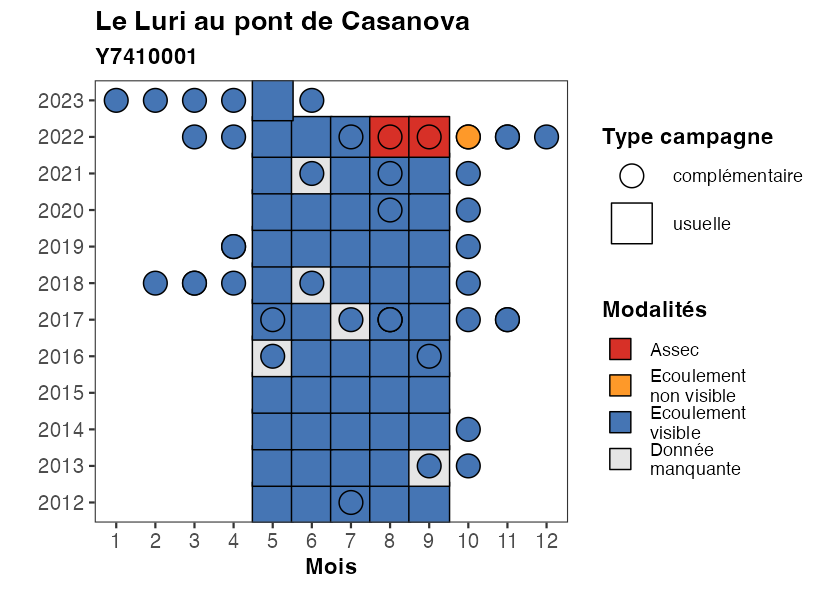 Le Luri au pont de Casanova
Y7410001
2023
2022
2021
2020
2019
2018
2017
2016
2015
2014
2013
2012
1 2 3 4 5 6 7 8 9 10 11 12
Mois
Type campagne
complémentaire
usuelle
Modalités
Assec
Ecoulement
non visible
Ecoulement
visible
Donnée
manquante